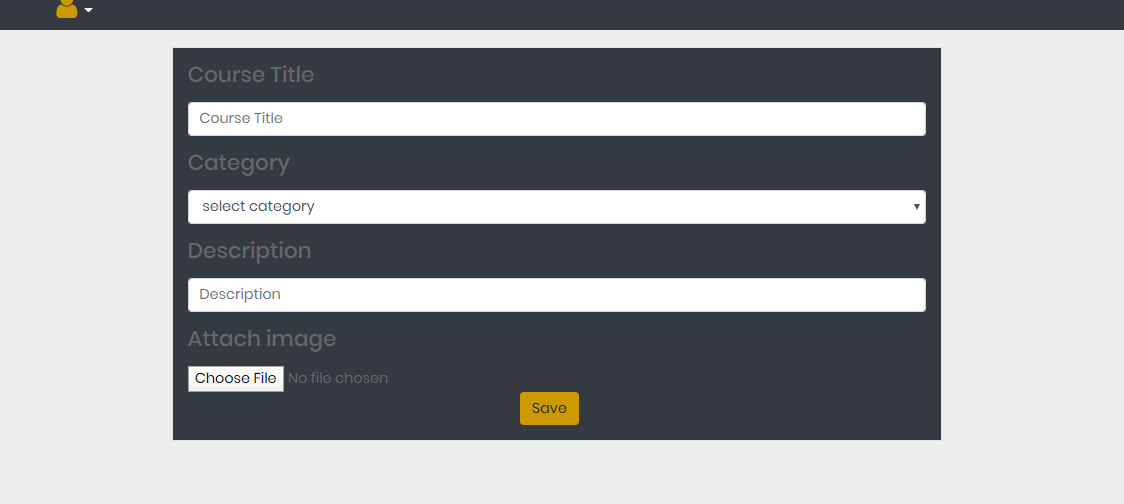 Course Title
Course Title
Category
select category
Description
Description
Attach image
Choose File No file chosen
Save